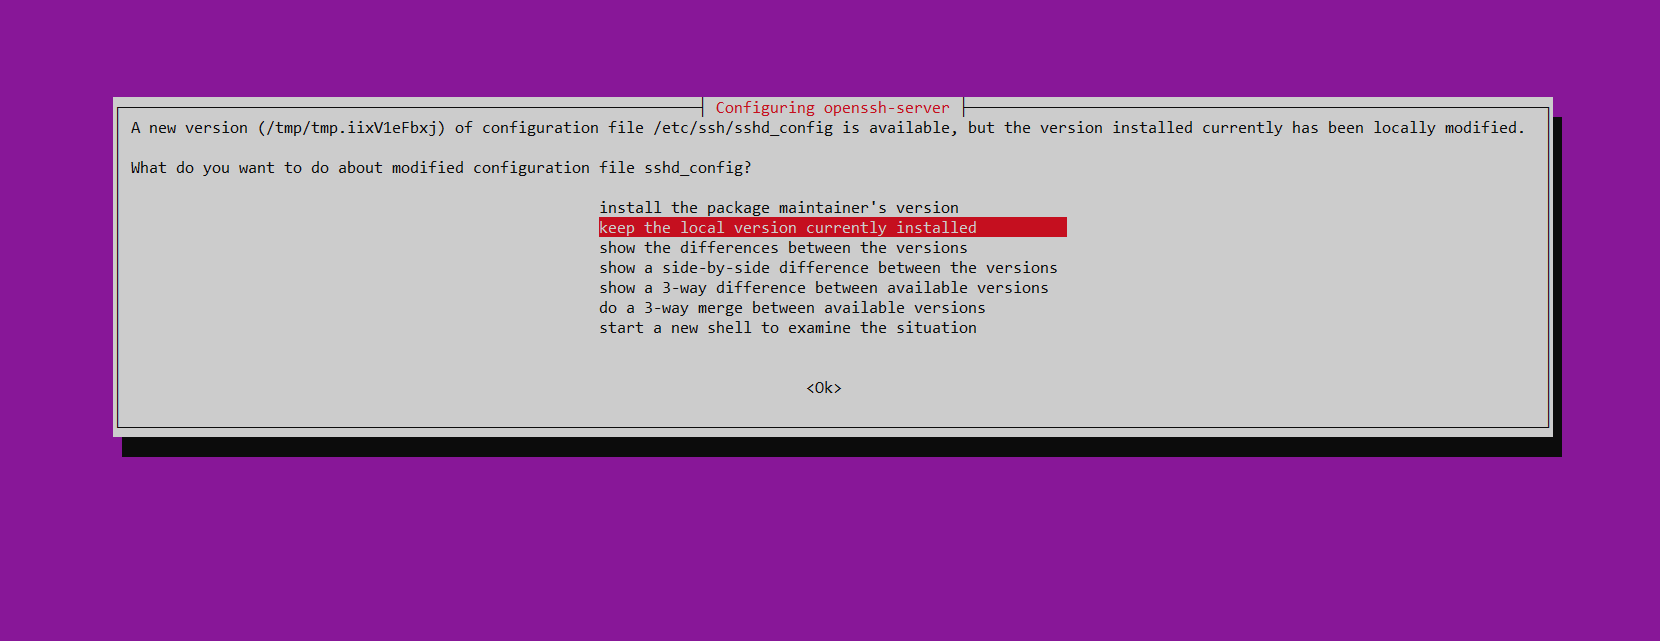 Configuring openssh-server
A new version (/tmp/tmp.iixV1eFbxj) of configuration file /etc/ssh/sshd_config is available, but the version installed currently has been locally modified.
What do you want to do about modified configuration file sshd_config?
install the package maintainer's version
keep the local version currently installed
show the differences between the versions
show a side-by-side difference between the versions
show a 3-way difference between available versions
do a 3-way merge between available versions
start a new shell to examine the situation
<Ok>